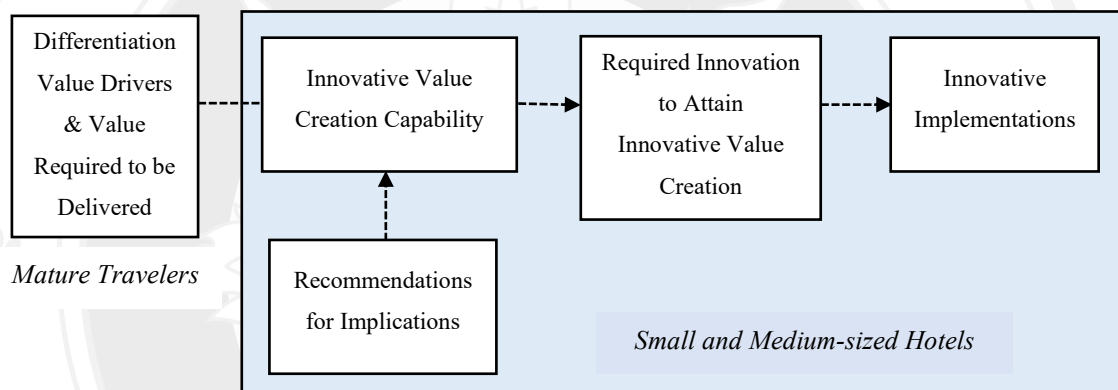 Differentiation
Value Drivers
& Value
Required to be
Delivered
Mature Travelers
Innovative Value
Creation Capability
Required Innovation
to Attain
Innovative Value
Creation
Innovative
Implementations
Recommendations
for Implications
Small and Medium-sized Hotels